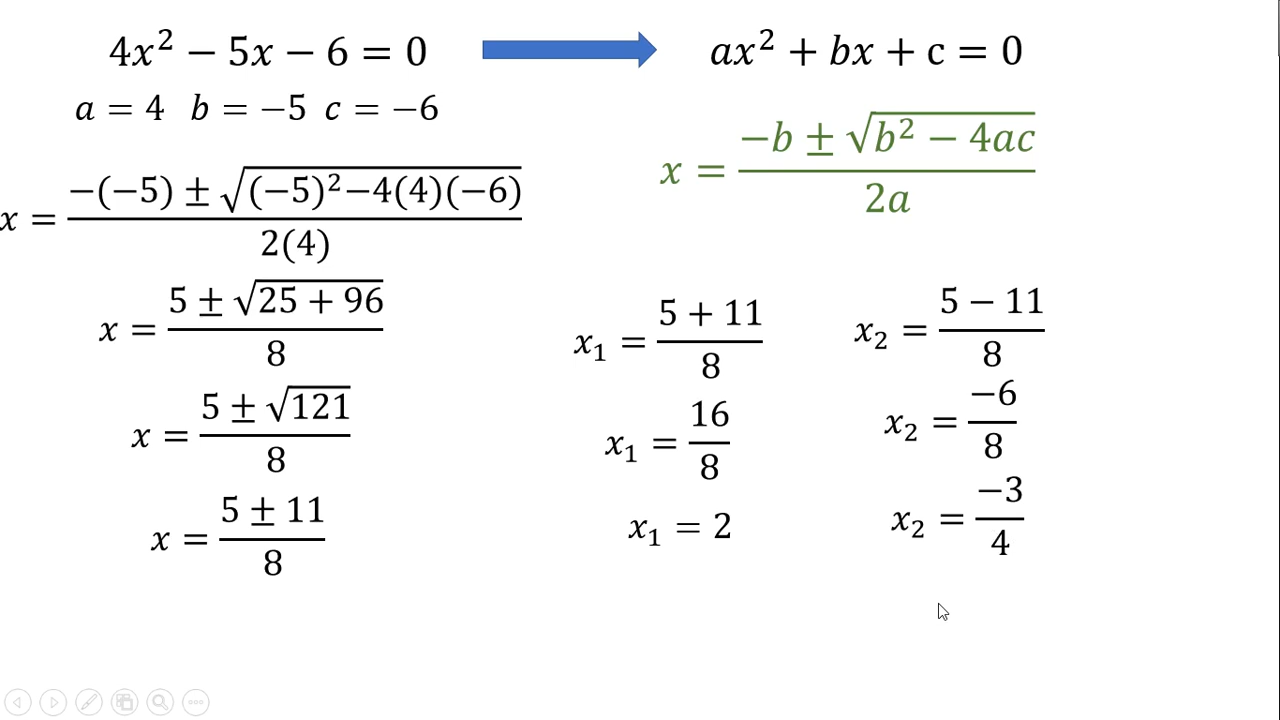 4x² − 5x − 6 = 0
ax² + bx + c = 0
a = 4 b = −5 c = −6
x = (−b ± √(b² − 4ac))/(2a)
x = (−(−5) ± √((−5)²−4(4)(−6)))/(2(4))
x = (5 ± √(25 + 96))/8
x = (5 ± √121)/8
x = (5 ± 11)/8
x₁ = (5 + 11)/8
x₁ = 16/8
x₁ = 2
x₂ = (5 − 11)/8
x₂ = −6/8
x₂ = −3/4